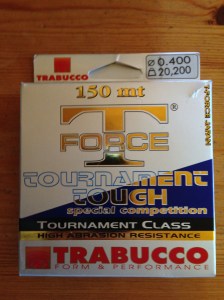 TRABUCCO
Ø 0,400
20,200
150 mt
T
FORCE
®
TOURNAMENT
TOUGH
special competition
TOURNAMENT CLASS
HIGH ABRASION RESISTANCE
TRABUCCO
FORM & PERFORMANCE